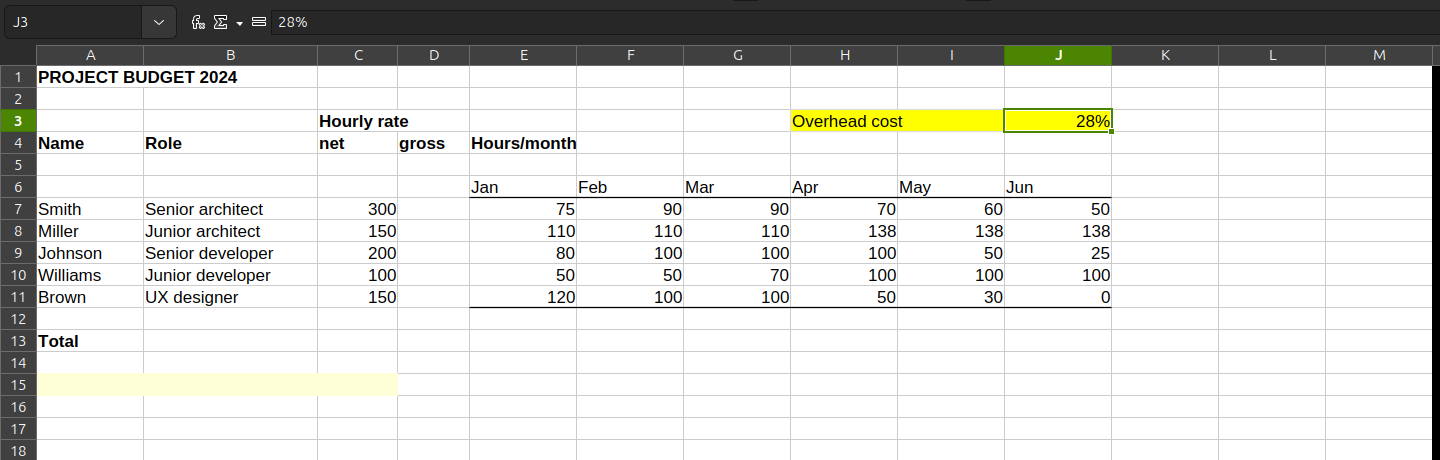 J3 28%
A B C D E F G H I J K L M
1 PROJECT BUDGET 2024
2
3 Hourly rate Overhead cost 28%
4 Name Role net gross Hours/month
5
6 Jan Feb Mar Apr May Jun
7 Smith Senior architect 300 75 90 90 70 60 50
8 Miller Junior architect 150 110 110 110 138 138 138
9 Johnson Senior developer 200 80 100 100 100 50 25
10 Williams Junior developer 100 50 50 70 100 100 100
11 Brown UX designer 150 120 100 100 50 30 0
12
13 Total
14
15
16
17
18